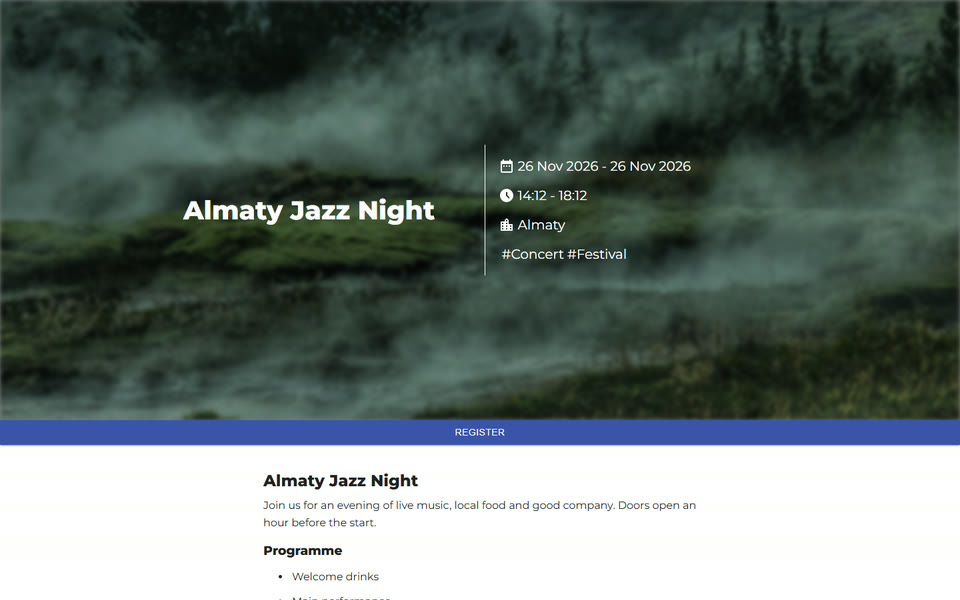 Almaty Jazz Night
26 Nov 2026 - 26 Nov 2026
14:12 - 18:12
Almaty
#Concert #Festival
REGISTER
Almaty Jazz Night
Join us for an evening of live music, local food and good company. Doors open an
hour before the start.
Programme
• Welcome drinks
• Main performance